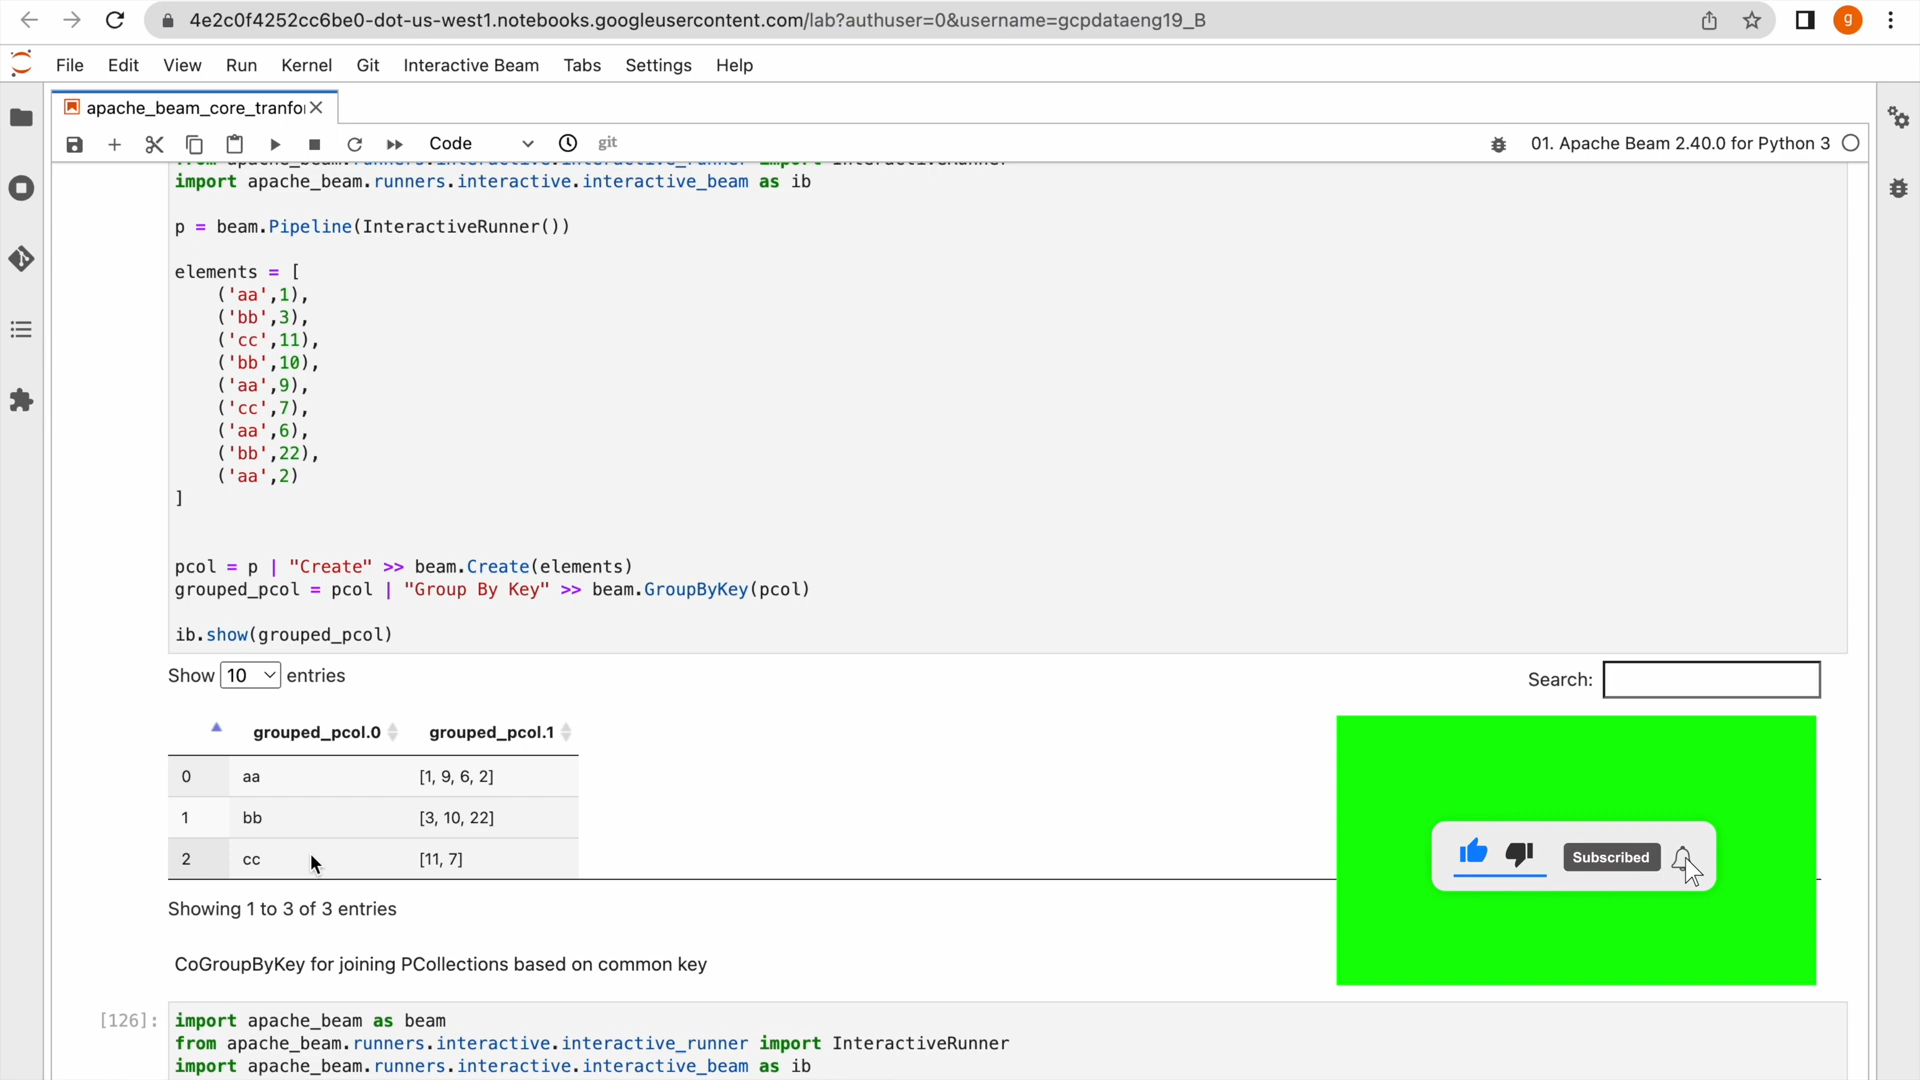 4e2c0f4252cc6be0-dot-us-west1.notebooks.googleusercontent.com/lab?authuser=0&username=gcpdataeng19_B
g
File Edit View Run Kernel Git Interactive Beam Tabs Settings Help
apache_beam_core_tranfo
Code
git
01. Apache Beam 2.40.0 for Python 3
from apache_beam.runners.interactive.interactive_runner import InteractiveRunner
import apache_beam.runners.interactive.interactive_beam as ib
p = beam.Pipeline(InteractiveRunner())
elements = [
('aa',1),
('bb',3),
('cc',11),
('bb',10),
('aa',9),
('cc',7),
('aa',6),
('bb',22),
('aa',2)
]
pcol = p | "Create" >> beam.Create(elements)
grouped_pcol = pcol | "Group By Key" >> beam.GroupByKey(pcol)
ib.show(grouped_pcol)
Show 10 entries
Search:
grouped_pcol.0 grouped_pcol.1
0 aa [1, 9, 6, 2]
1 bb [3, 10, 22]
2 cc [11, 7]
Subscribed
Showing 1 to 3 of 3 entries
CoGroupByKey for joining PCollections based on common key
[126]:
import apache_beam as beam
from apache_beam.runners.interactive.interactive_runner import InteractiveRunner
import apache_beam.runners.interactive.interactive_beam as ib